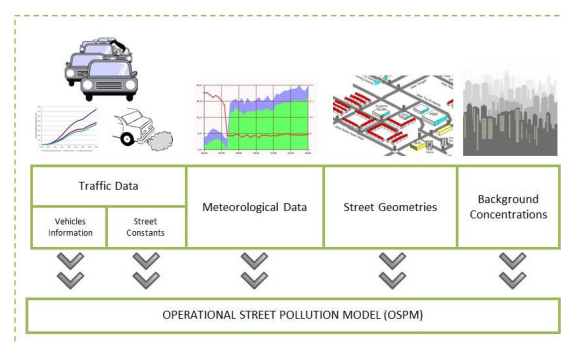 Traffic Data
Vehicles
Information
Street
Constants
Meteorological Data
Street Geometries
Background
Concentrations
OPERATIONAL STREET POLLUTION MODEL (OSPM)